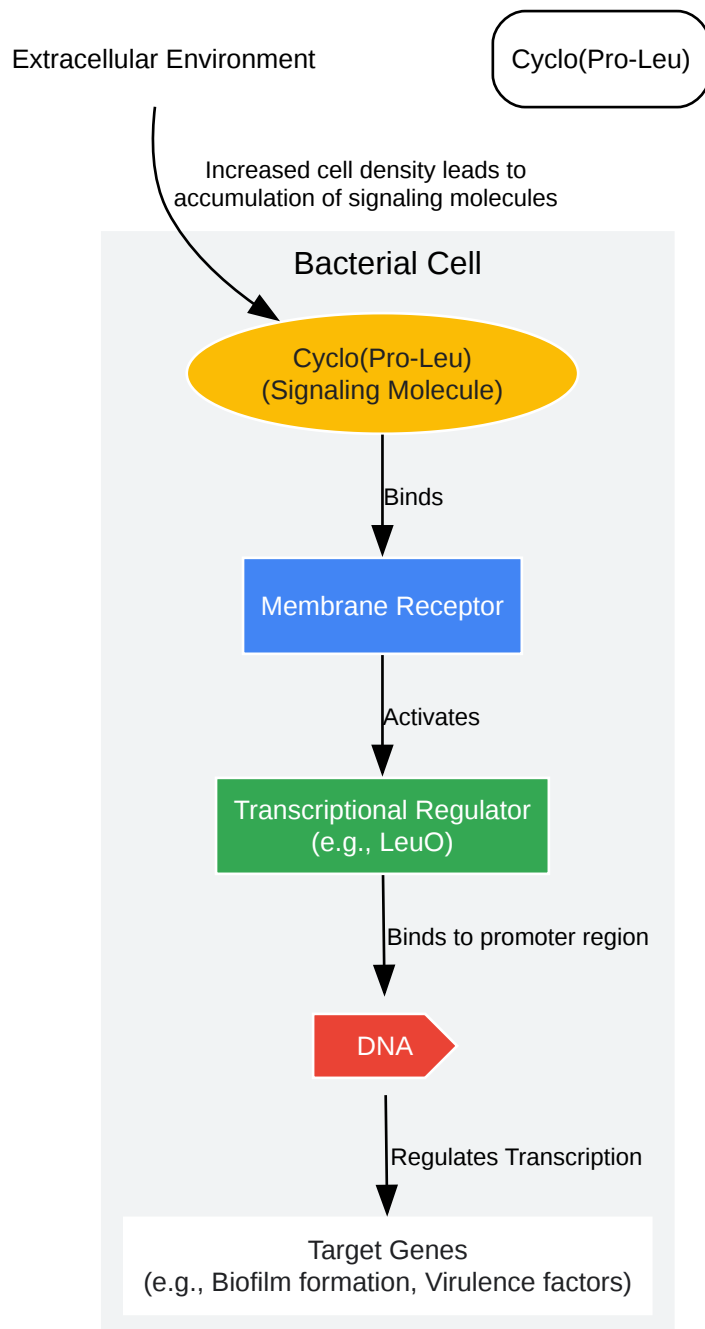 Extracellular Environment
Cyclo(Pro-Leu)
Increased cell density leads to
accumulation of signaling molecules
Bacterial Cell
Cyclo(Pro-Leu)
(Signaling Molecule)
Binds
Membrane Receptor
Activates
Transcriptional Regulator
(e.g., LeuO)
Binds to promoter region
DNA
Regulates Transcription
Target Genes
(e.g., Biofilm formation, Virulence factors)